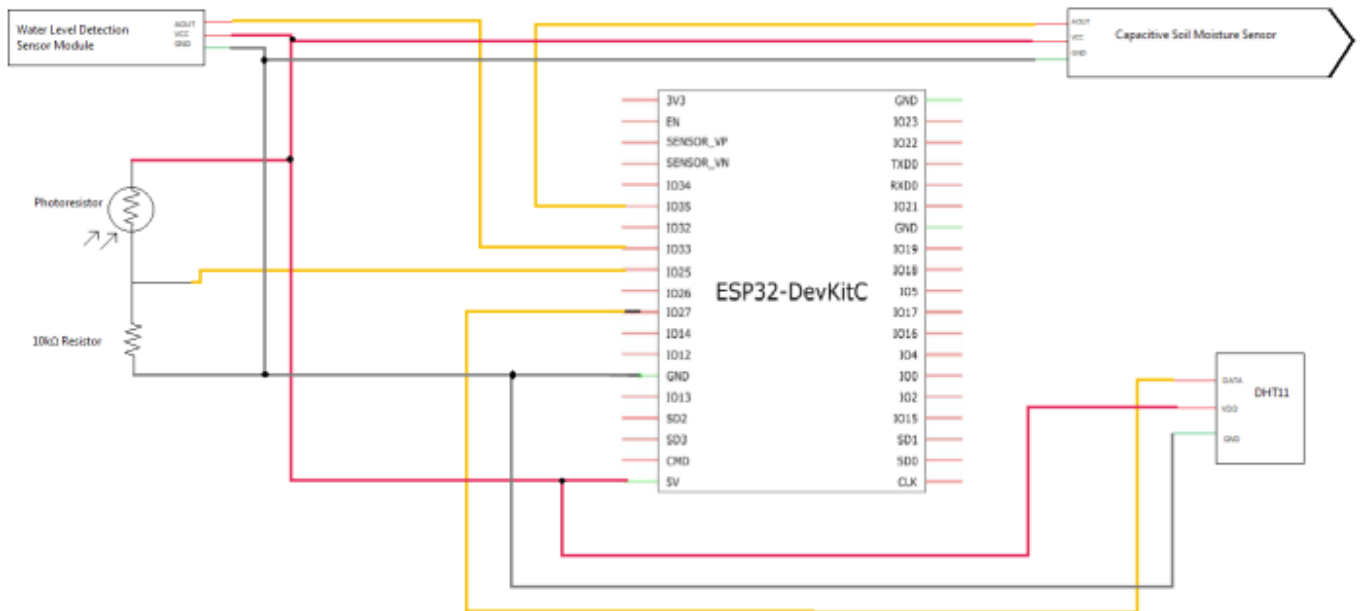 Water Level Detection
Sensor Module
AOUT
VCC
GND
AOUT
VCC
GND
Capacitive Soil Moisture Sensor
Photoresistor
10kΩ Resistor
3V3
EN
SENSOR_VP
SENSOR_VN
IO34
IO35
IO32
IO33
IO25
IO26
IO27
IO14
IO12
GND
IO13
SD2
SD3
CMD
5V
ESP32-DevKitC
GND
IO23
IO22
TXD0
RXD0
IO21
GND
IO19
IO18
IO5
IO17
IO16
IO4
IO0
IO2
IO15
SD1
SD0
CLK
DATA
VDD
GND
DHT11